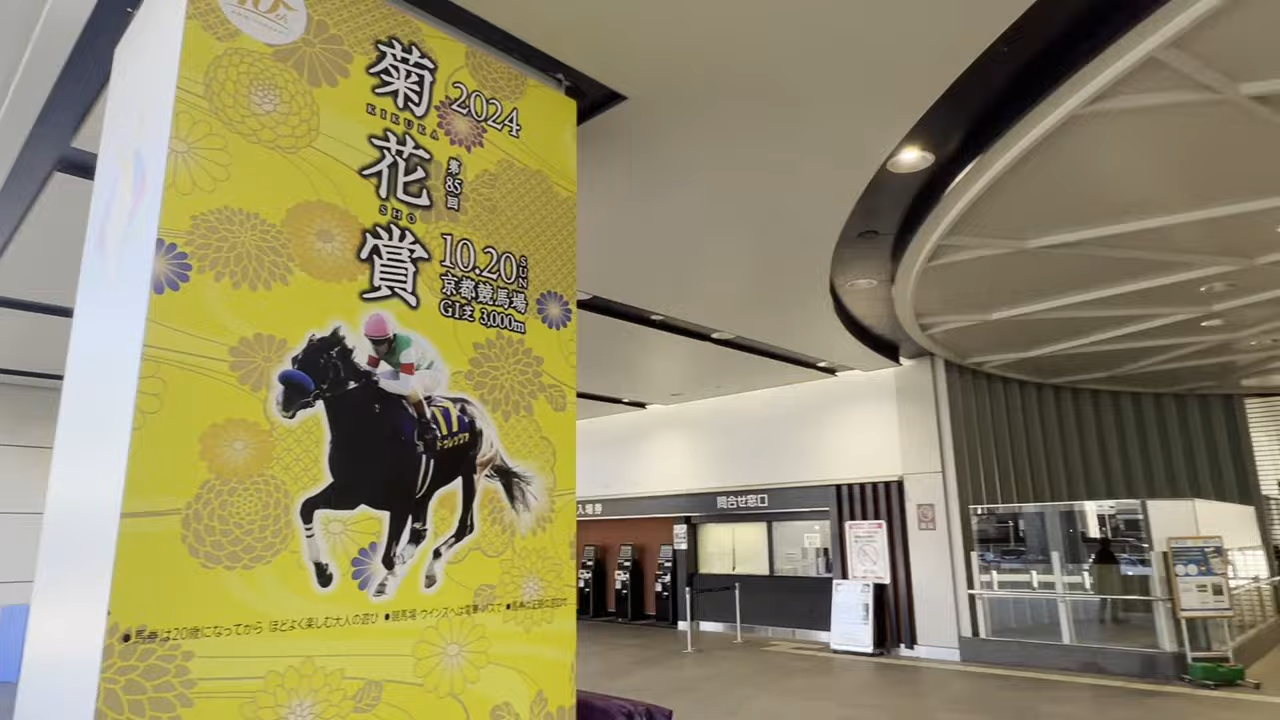 菊花賞
KIKUKA
SHO
2024
第85回
10.20 SUN
京都競馬場
GI芝 3,000m
17
ドゥレッツァ
●馬券は20歳になってから ほどよく楽しむ大人の遊び ●競馬場・ウインズへは電車・バスで
入場券
問合せ窓口